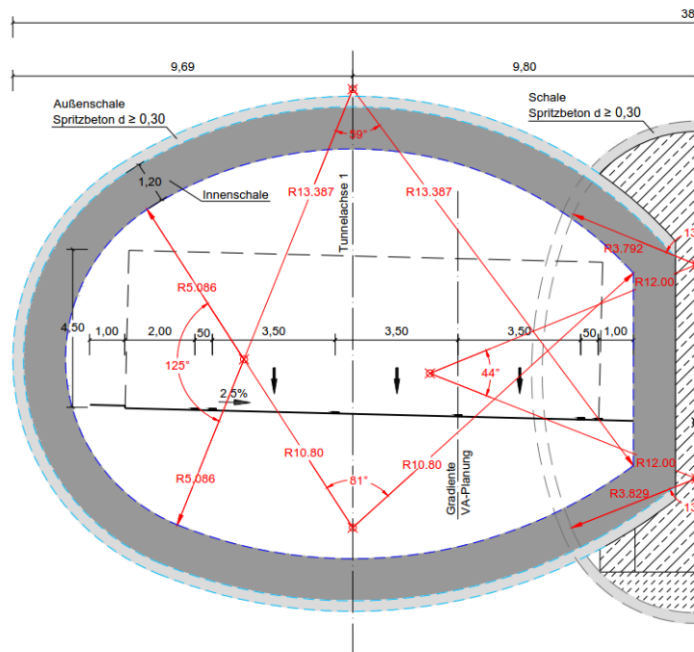 38
9,69
9,80
Außenschale
Spritzbeton d ≥ 0,30
Schale
Spritzbeton d ≥ 0,30
59°
1,20
Innenschale
R13.387
R13.387
Tunnelachse 1
R3.792
13
R12.00
R5.086
4,50
1,00
2,00
50
3,50
3,50
3,50
50
1,00
125°
44°
2,5%
R5.086
R10.80
R10.80
81°
Gradiente
VA-Planung
R12.00
R3.829
13